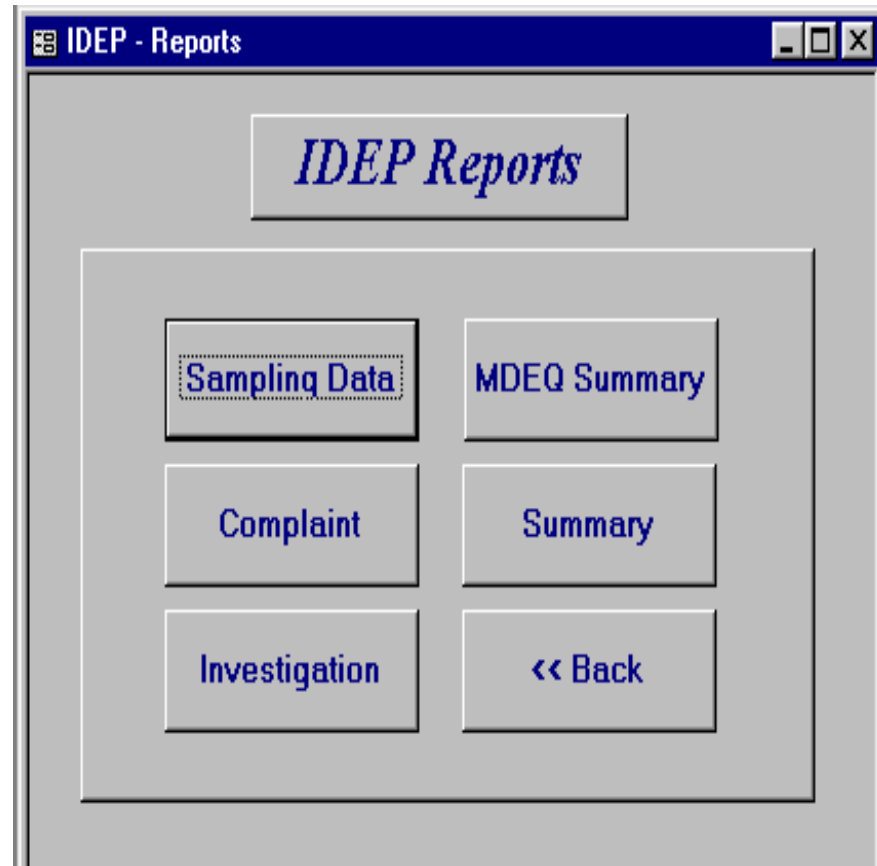 IDEP - Reports
IDEP Reports
Sampling Data
MDEQ Summary
Complaint
Summary
Investigation
<< Back